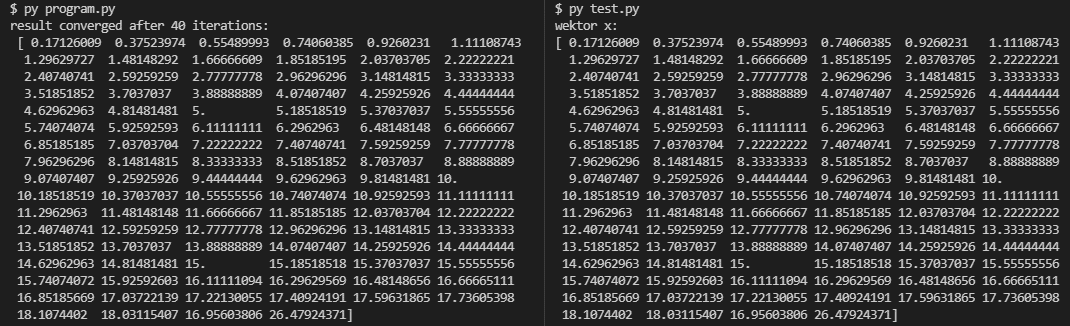 $ py program.py
result converged after 40 iterations:
[ 0.17126009 0.37523974 0.55489993 0.74060385 0.9260231 1.11108743
1.29629727 1.48148292 1.66666609 1.85185195 2.03703705 2.22222221
2.40740741 2.59259259 2.77777778 2.96296296 3.14814815 3.33333333
3.51851852 3.7037037 3.88888889 4.07407407 4.25925926 4.44444444
4.62962963 4.81481481 5. 5.18518519 5.37037037 5.55555556
5.74074074 5.92592593 6.11111111 6.2962963 6.48148148 6.66666667
6.85185185 7.03703704 7.22222222 7.40740741 7.59259259 7.77777778
7.96296296 8.14814815 8.33333333 8.51851852 8.7037037 8.88888889
9.07407407 9.25925926 9.44444444 9.62962963 9.81481481 10.
10.18518519 10.37037037 10.55555556 10.74074074 10.92592593 11.11111111
11.2962963 11.48148148 11.66666667 11.85185185 12.03703704 12.22222222
12.40740741 12.59259259 12.77777778 12.96296296 13.14814815 13.33333333
13.51851852 13.7037037 13.88888889 14.07407407 14.25925926 14.44444444
14.62962963 14.81481481 15. 15.18518518 15.37037037 15.55555556
15.74074072 15.92592603 16.11111094 16.29629569 16.48148656 16.66665111
16.85185669 17.03722139 17.22130055 17.40924191 17.59631865 17.73605398
18.1074402 18.03115407 16.95603806 26.47924371]
$ py test.py
wektor x:
[ 0.17126009 0.37523974 0.55489993 0.74060385 0.9260231 1.11108743
1.29629727 1.48148292 1.66666609 1.85185195 2.03703705 2.22222221
2.40740741 2.59259259 2.77777778 2.96296296 3.14814815 3.33333333
3.51851852 3.7037037 3.88888889 4.07407407 4.25925926 4.44444444
4.62962963 4.81481481 5. 5.18518519 5.37037037 5.55555556
5.74074074 5.92592593 6.11111111 6.2962963 6.48148148 6.66666667
6.85185185 7.03703704 7.22222222 7.40740741 7.59259259 7.77777778
7.96296296 8.14814815 8.33333333 8.51851852 8.7037037 8.88888889
9.07407407 9.25925926 9.44444444 9.62962963 9.81481481 10.
10.18518519 10.37037037 10.55555556 10.74074074 10.92592593 11.11111111
11.2962963 11.48148148 11.66666667 11.85185185 12.03703704 12.22222222
12.40740741 12.59259259 12.77777778 12.96296296 13.14814815 13.33333333
13.51851852 13.7037037 13.88888889 14.07407407 14.25925926 14.44444444
14.62962963 14.81481481 15. 15.18518518 15.37037037 15.55555556
15.74074072 15.92592603 16.11111094 16.29629569 16.48148656 16.66665111
16.85185669 17.03722139 17.22130055 17.40924191 17.59631865 17.73605398
18.1074402 18.03115407 16.95603806 26.47924371]